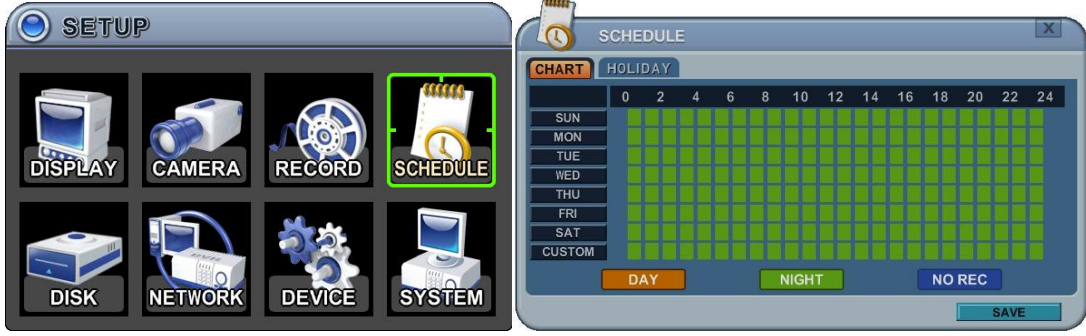 SETUP
DISPLAY CAMERA RECORD SCHEDULE
DISK NETWORK DEVICE SYSTEM
SCHEDULE X
CHART HOLIDAY
0 2 4 6 8 10 12 14 16 18 20 22 24
SUN
MON
TUE
WED
THU
FRI
SAT
CUSTOM
DAY NIGHT NO REC
SAVE